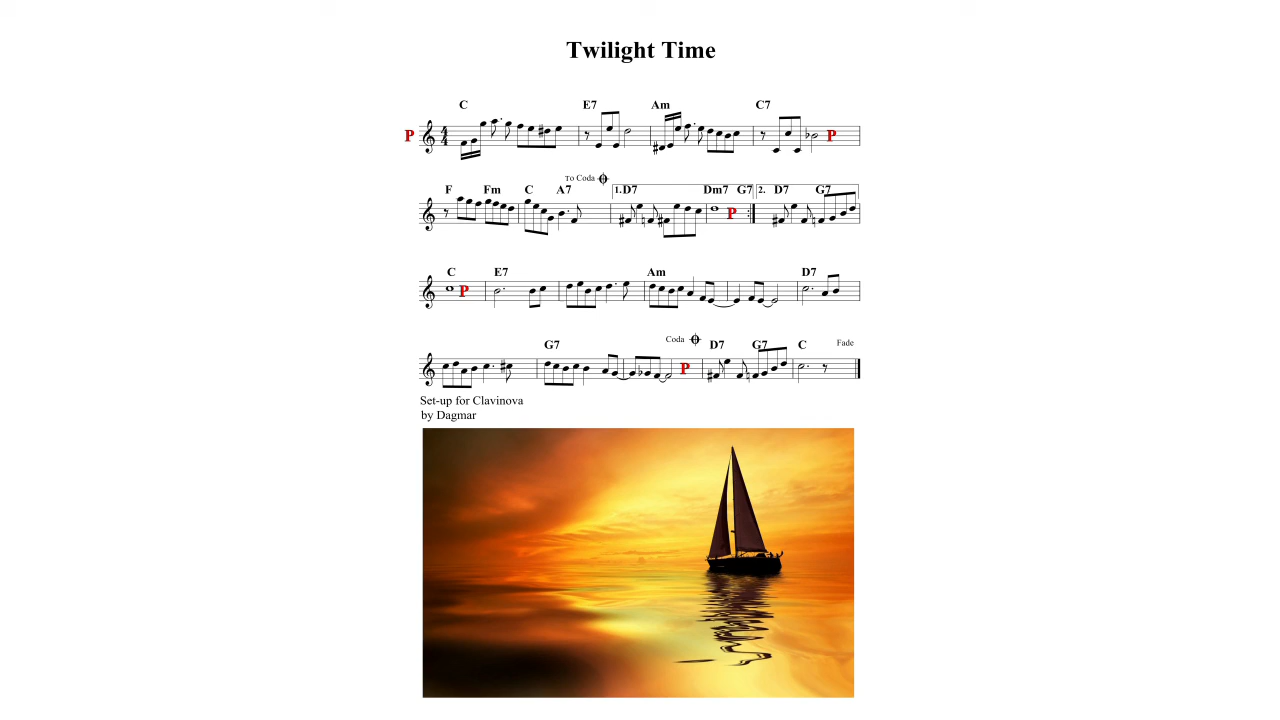 Twilight Time
C E7 Am C7
P P
To Coda
F Fm C A7 1. D7 Dm7 G7 2. D7 G7
P
C E7 Am D7
P
Coda
G7 D7 G7 C Fade
P
Set-up for Clavinova
by Dagmar